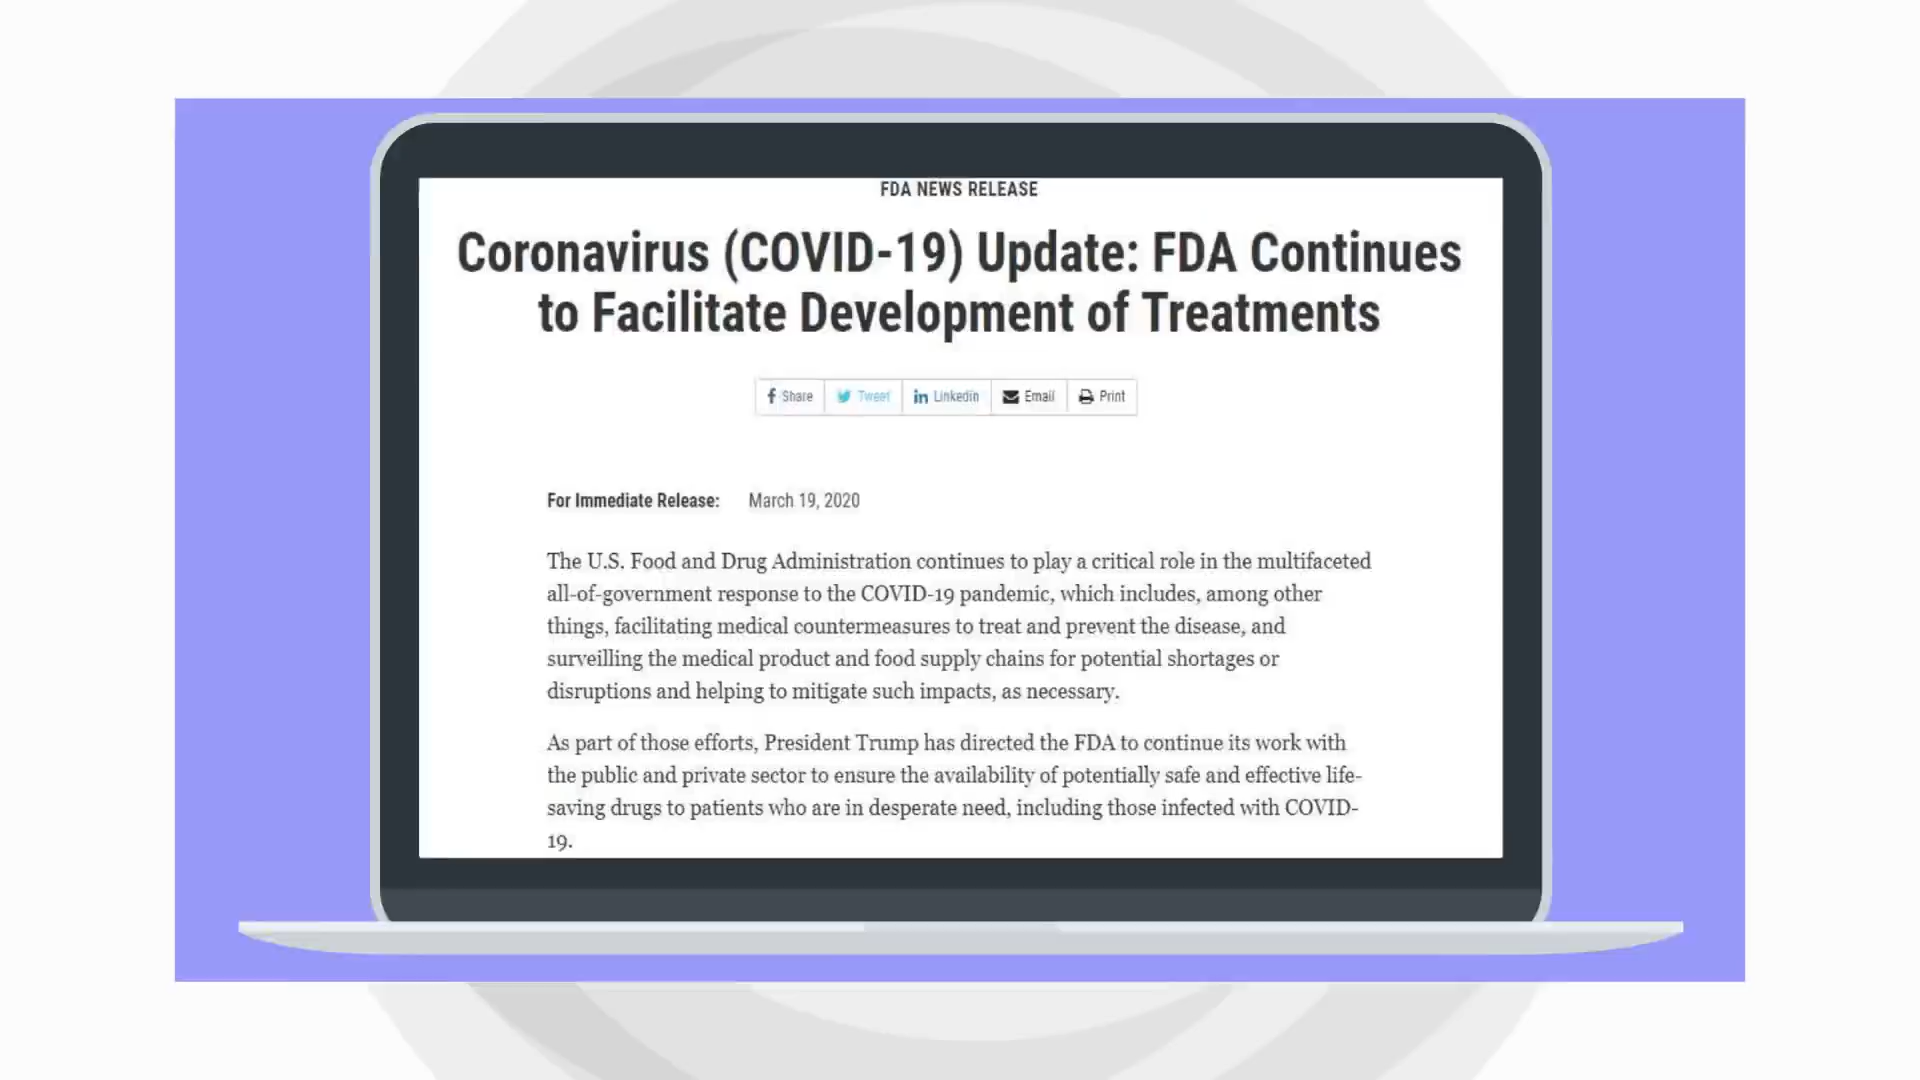 FDA NEWS RELEASE
Coronavirus (COVID-19) Update: FDA Continues
to Facilitate Development of Treatments
Share Tweet Linkedin Email Print
For Immediate Release: March 19, 2020
The U.S. Food and Drug Administration continues to play a critical role in the multifaceted
all-of-government response to the COVID-19 pandemic, which includes, among other
things, facilitating medical countermeasures to treat and prevent the disease, and
surveilling the medical product and food supply chains for potential shortages or
disruptions and helping to mitigate such impacts, as necessary.
As part of those efforts, President Trump has directed the FDA to continue its work with
the public and private sector to ensure the availability of potentially safe and effective life-
saving drugs to patients who are in desperate need, including those infected with COVID-
19.